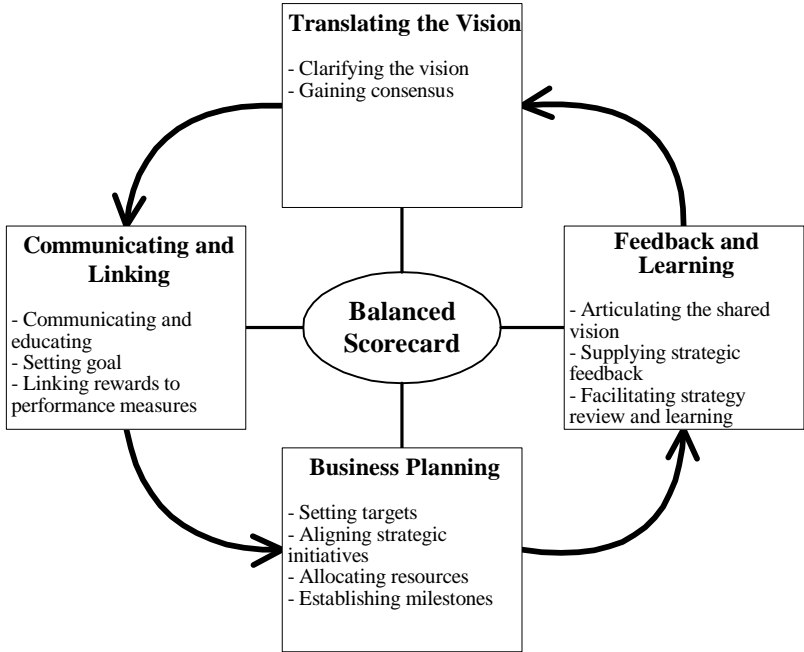 Translating the Vision
- Clarifying the vision
- Gaining consensus
Communicating and
Linking
- Communicating and
educating
- Setting goal
- Linking rewards to
performance measures
Balanced
Scorecard
Feedback and
Learning
- Articulating the shared
vision
- Supplying strategic
feedback
- Facilitating strategy
review and learning
Business Planning
- Setting targets
- Aligning strategic
initiatives
- Allocating resources
- Establishing milestones